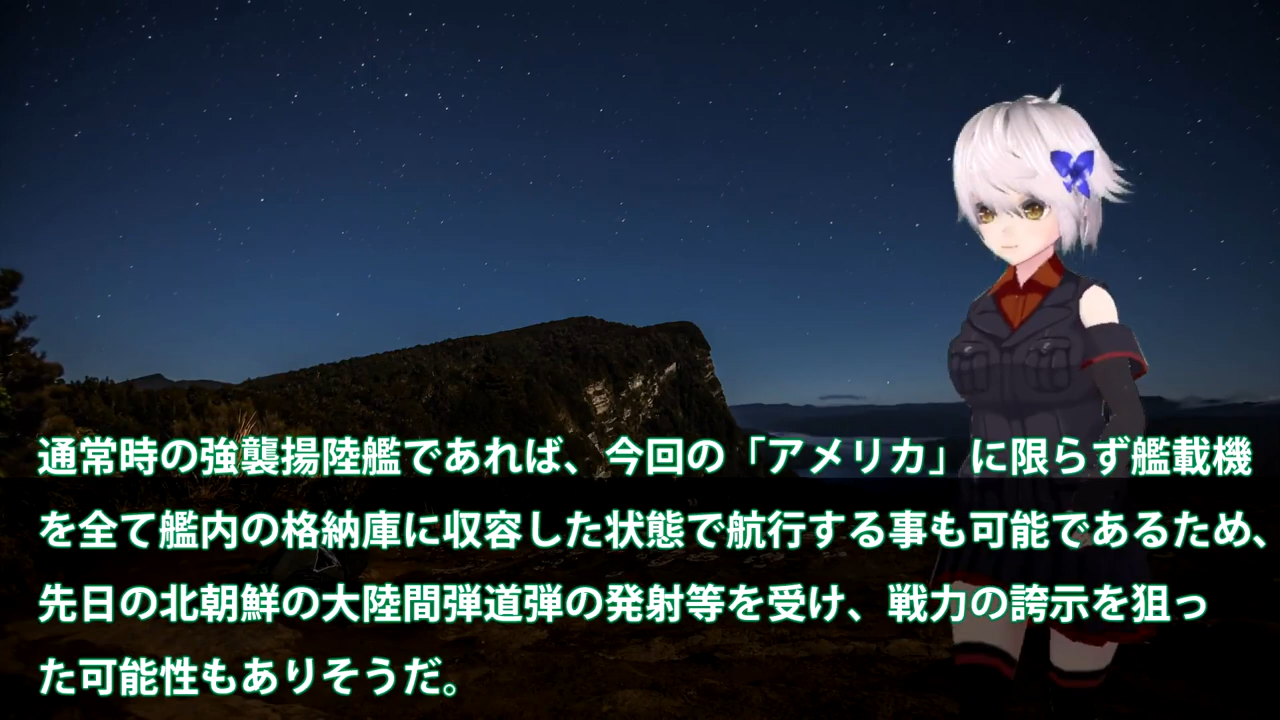 通常時の強襲揚陸艦であれば、今回の「アメリカ」に限らず艦載機
を全て艦内の格納庫に収容した状態で航行する事も可能であるため、
先日の北朝鮮の大陸間弾道弾の発射等を受け、戦力の誇示を狙っ
た可能性もありそうだ。